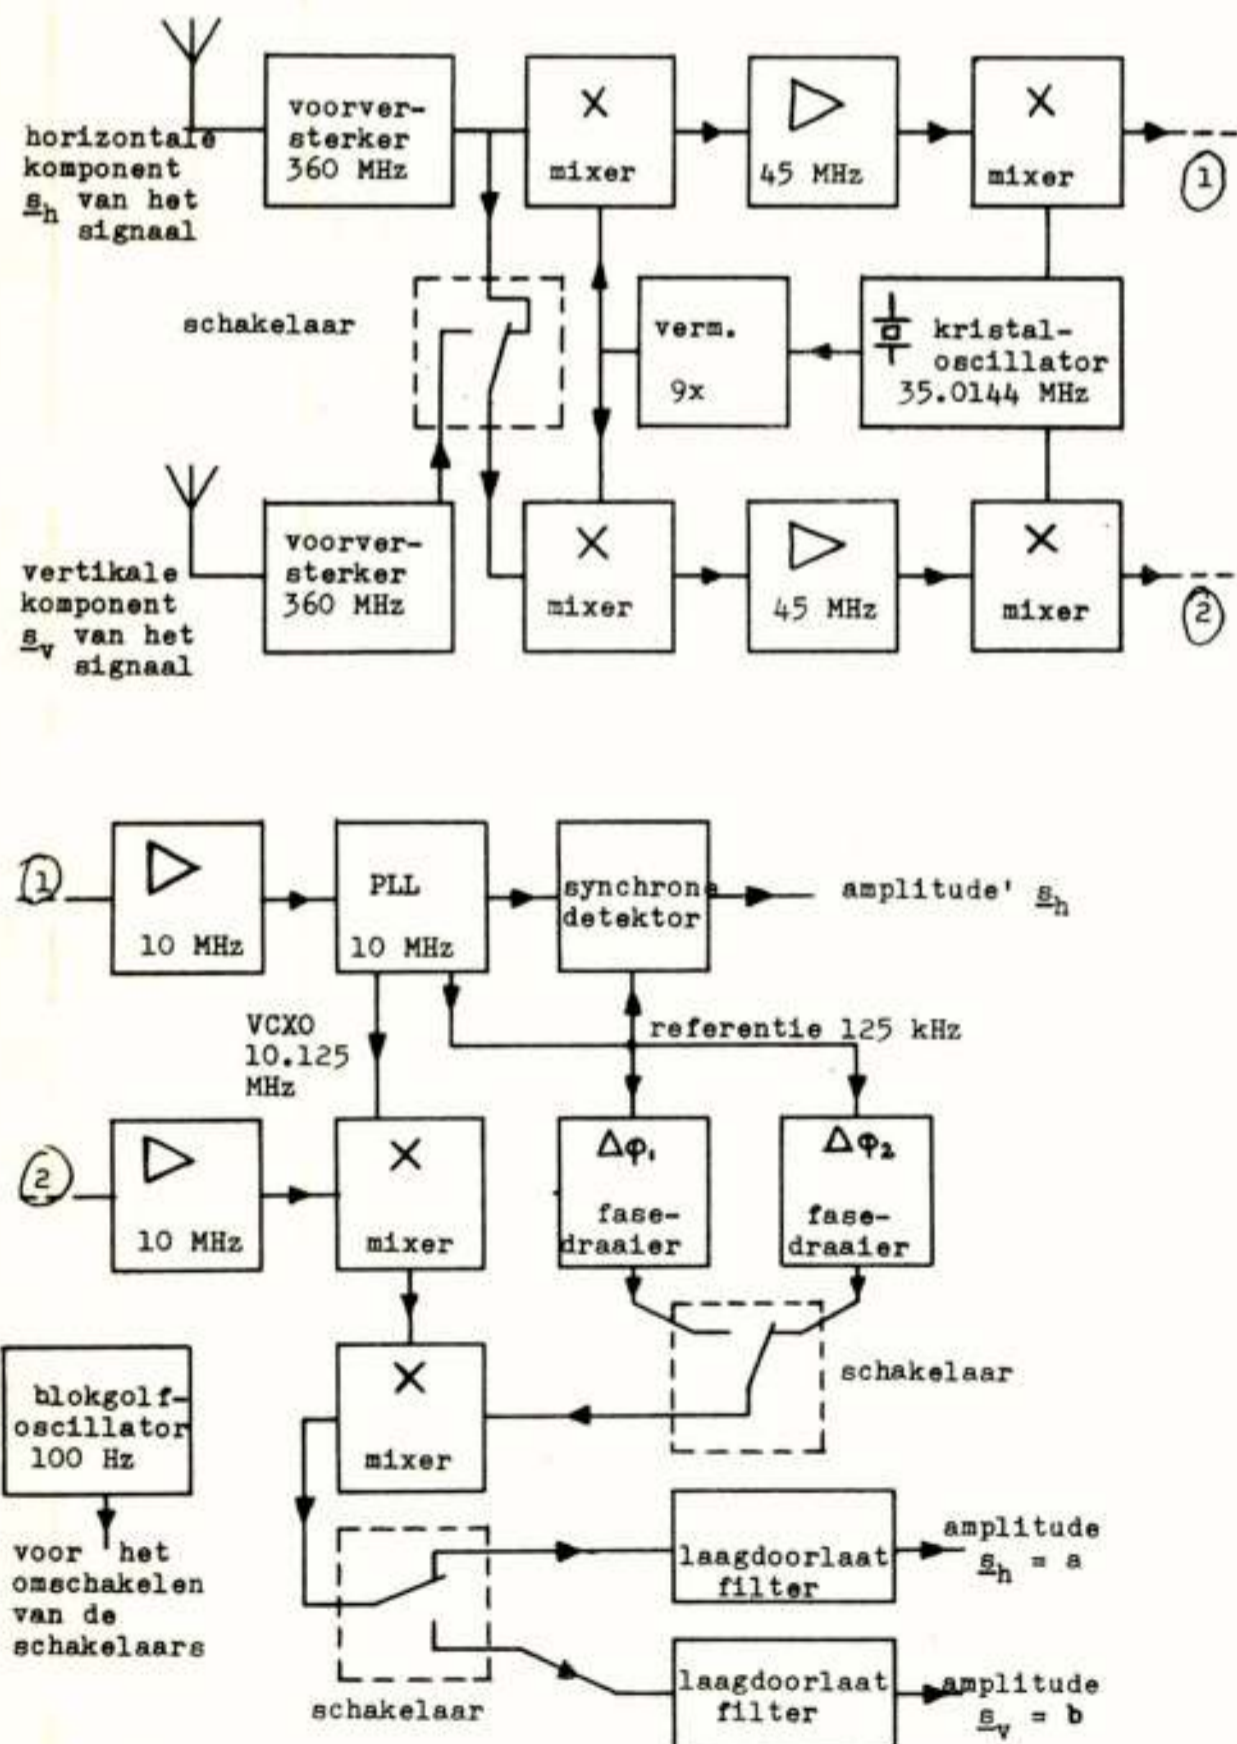 voorver-
sterker
360 MHz
X
mixer
45 MHz
X
mixer
1
horizontale
komponent
s_h van het
signaal
schakelaar
verm.
9x
kristal-
oscillator
35.0144 MHz
voorver-
sterker
360 MHz
X
mixer
45 MHz
X
mixer
2
vertikale
komponent
s_v van het
signaal
1
10 MHz
PLL
10 MHz
synchrone
detektor
amplitude' s_h
VCXO
10.125
MHz
referentie 125 kHz
2
10 MHz
X
mixer
Δφ₁
fase-
draaier
Δφ₂
fase-
draaier
schakelaar
blokgolf-
oscillator
100 Hz
X
mixer
voor het
omschakelen
van de
schakelaars
laagdoorlaat
filter
amplitude
s_h = a
schakelaar
laagdoorlaat
filter
amplitude
s_v = b